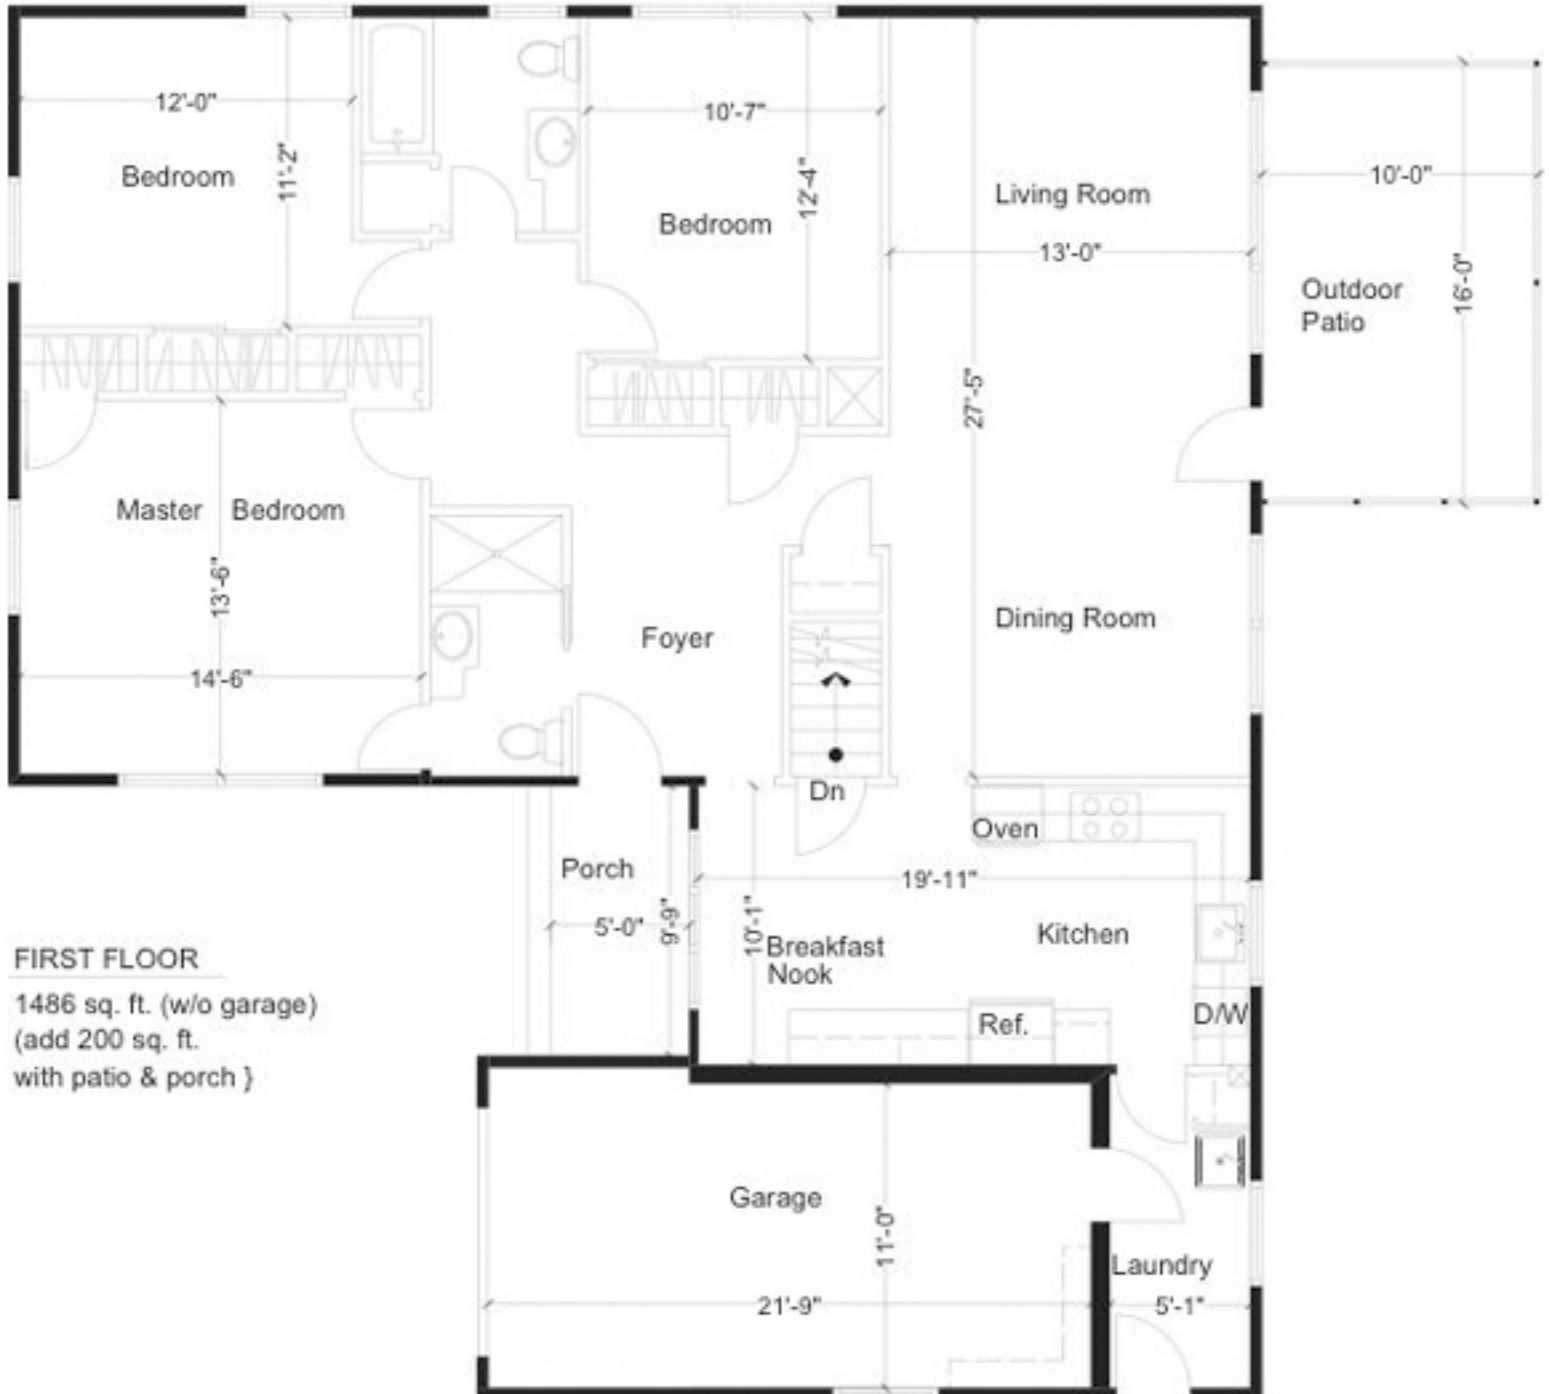 12'-0"
10'-7"
Bedroom
11'-2"
12'-4"
Bedroom
Living Room
10'-0"
13'-0"
Outdoor
Patio
16'-0"
27'-5"
Master Bedroom
13'-6"
14'-6"
Foyer
Dining Room
Dn
Oven
Porch
19'-11"
5'-0"
9'-9"
10'-1"
Breakfast
Nook
Kitchen
Ref.
D/W
FIRST FLOOR
1486 sq. ft. (w/o garage)
(add 200 sq. ft.
with patio & porch }
Garage
11'-0"
Laundry
21'-9"
5'-1"